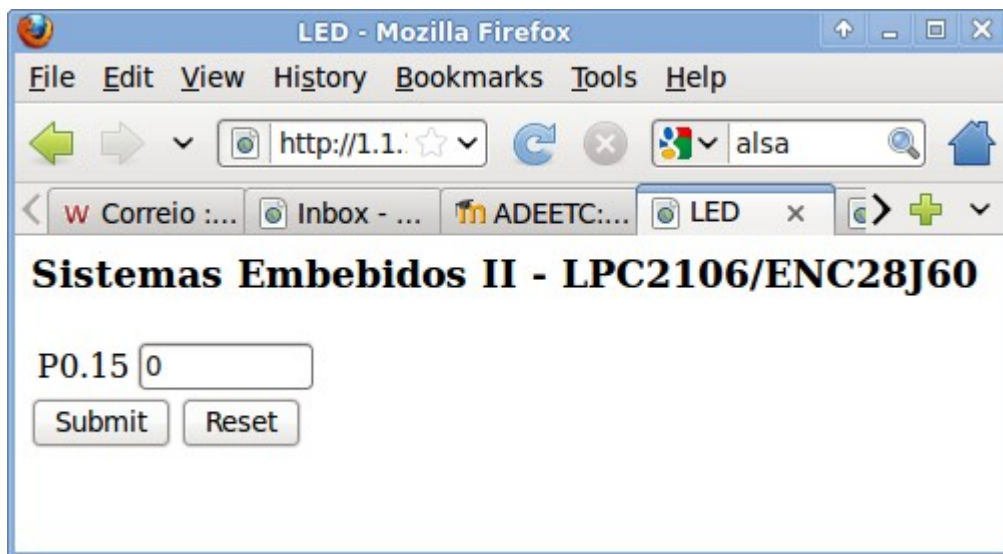 LED - Mozilla Firefox
File Edit View History Bookmarks Tools Help
http://1.1. alsa
W Correio :... Inbox - ... ADEETC:... LED
Sistemas Embebidos II - LPC2106/ENC28J60
P0.15 0
Submit Reset